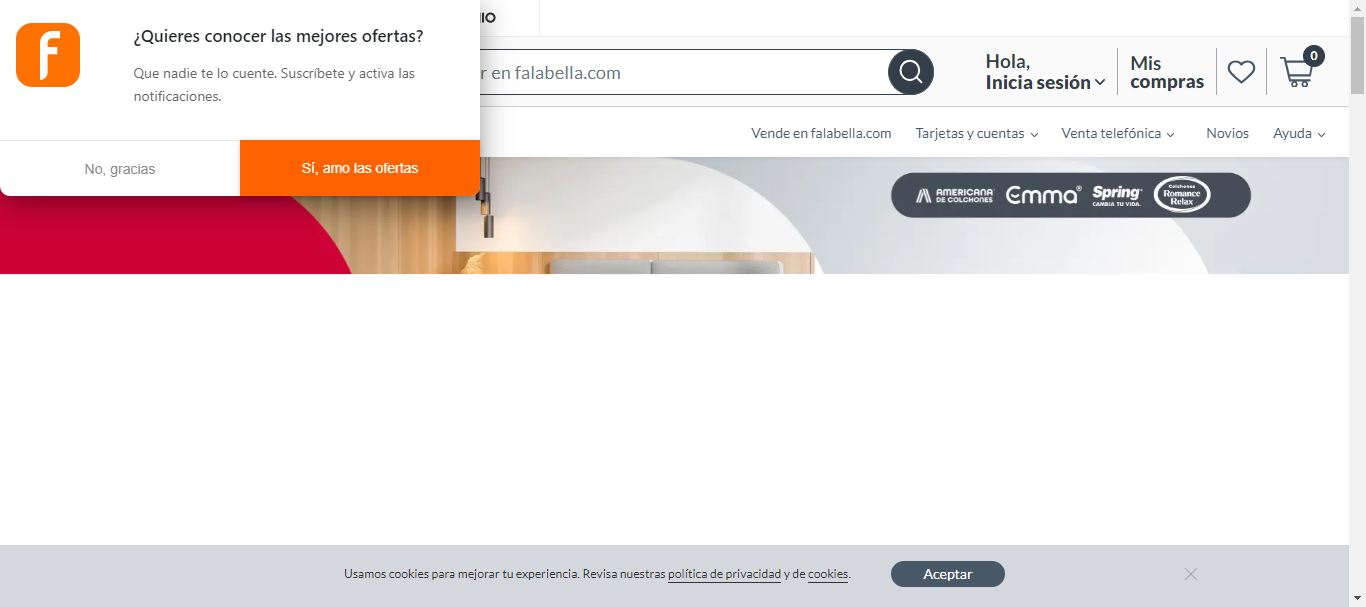 ¿Quieres conocer las mejores ofertas?
Que nadie te lo cuente. Suscríbete y activa las
notificaciones.
No, gracias
Sí, amo las ofertas
IO
r en falabella.com
Hola,
Inicia sesión
Mis
compras
0
Vende en falabella.com
Tarjetas y cuentas
Venta telefónica
Novios
Ayuda
AMERICANA
DE COLCHONES
Emma
Spring
CAMBIA TU VIDA.
Colchones
Romance
Relax
Usamos cookies para mejorar tu experiencia. Revisa nuestras política de privacidad y de cookies.
Aceptar